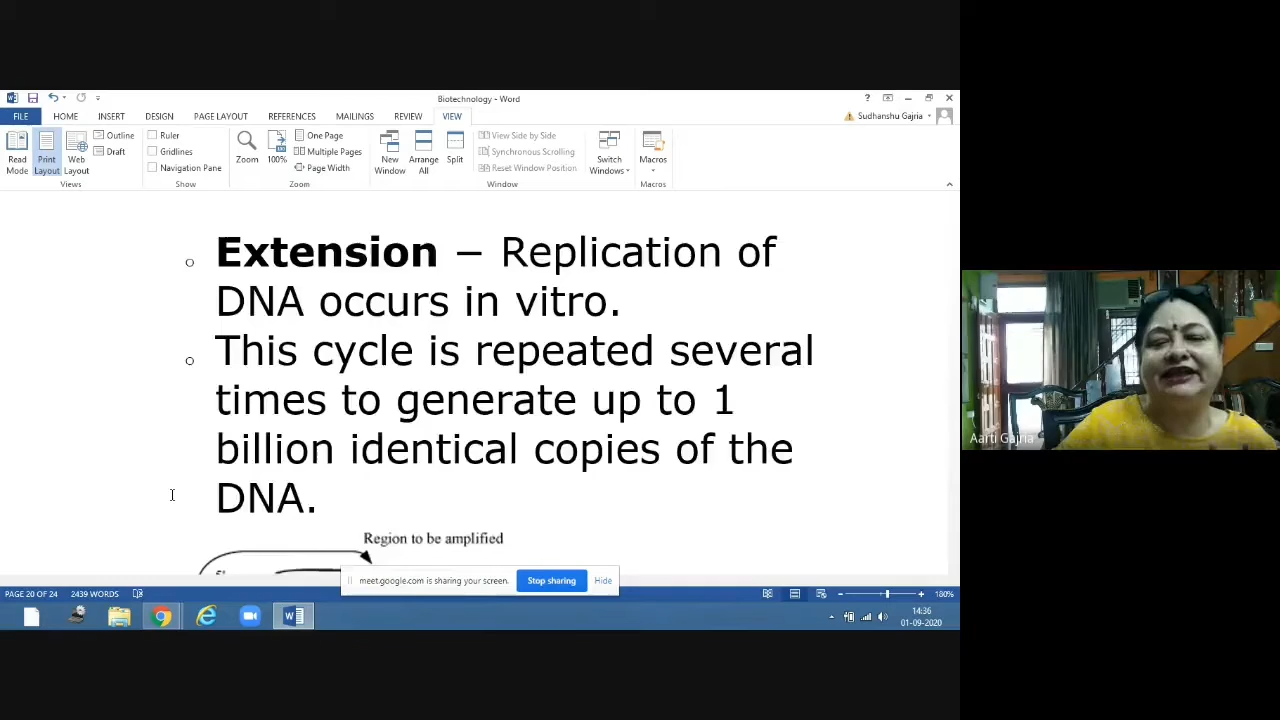 Biotechnology - Word
Sudhanshu Gajria
FILE HOME INSERT DESIGN PAGE LAYOUT REFERENCES MAILINGS REVIEW VIEW
Read Mode
Print Layout
Web Layout
Outline
Draft
Views
Ruler
Gridlines
Navigation Pane
Show
Zoom
100%
One Page
Multiple Pages
Page Width
Zoom
New Window
Arrange All
Split
View Side by Side
Synchronous Scrolling
Reset Window Position
Window
Switch Windows
Macros
Macros
Extension – Replication of
DNA occurs in vitro.
This cycle is repeated several
times to generate up to 1
billion identical copies of the
DNA.
Region to be amplified
meet.google.com is sharing your screen. Stop sharing Hide
PAGE 20 OF 24 2439 WORDS
180%
14:36
01-09-2020
Aarti Gajria